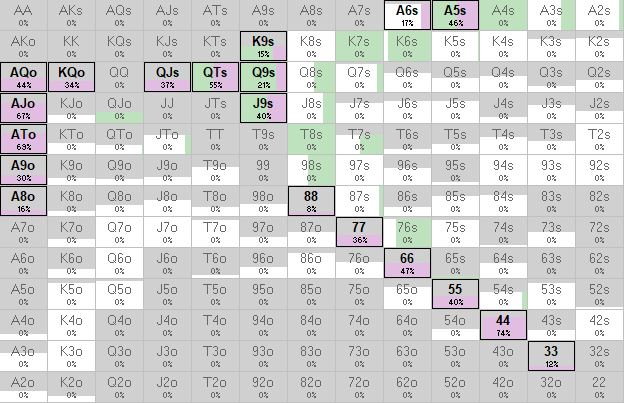 AA AKs AQs AJs ATs A9s A8s A7s A6s A5s A4s A3s A2s
0% 0% 0% 0% 0% 0% 0% 0% 17% 46% 0% 0% 0%
AKo KK KQs KJs KTs K9s K8s K7s K6s K5s K4s K3s K2s
0% 0% 0% 0% 0% 15% 0% 0% 0% 0% 0% 0% 0%
AQo KQo QQ QJs QTs Q9s Q8s Q7s Q6s Q5s Q4s Q3s Q2s
44% 34% 0% 37% 55% 21% 0% 0% 0% 0% 0% 0% 0%
AJo KJo QJo JJ JTs J9s J8s J7s J6s J5s J4s J3s J2s
67% 0% 0% 0% 0% 40% 0% 0% 0% 0% 0% 0% 0%
ATo KTo QTo JTo TT T9s T8s T7s T6s T5s T4s T3s T2s
63% 0% 0% 0% 0% 0% 0% 0% 0% 0% 0% 0% 0%
A9o K9o Q9o J9o T9o 99 98s 97s 96s 95s 94s 93s 92s
30% 0% 0% 0% 0% 0% 0% 0% 0% 0% 0% 0% 0%
A8o K8o Q8o J8o T8o 98o 88 87s 86s 85s 84s 83s 82s
16% 0% 0% 0% 0% 0% 8% 0% 0% 0% 0% 0% 0%
A7o K7o Q7o J7o T7o 97o 87o 77 76s 75s 74s 73s 72s
0% 0% 0% 0% 0% 0% 0% 36% 0% 0% 0% 0% 0%
A6o K6o Q6o J6o T6o 96o 86o 76o 66 65s 64s 63s 62s
0% 0% 0% 0% 0% 0% 0% 0% 47% 0% 0% 0% 0%
A5o K5o Q5o J5o T5o 95o 85o 75o 65o 55 54s 53s 52s
0% 0% 0% 0% 0% 0% 0% 0% 0% 40% 0% 0% 0%
A4o K4o Q4o J4o T4o 94o 84o 74o 64o 54o 44 43s 42s
0% 0% 0% 0% 0% 0% 0% 0% 0% 0% 74% 0% 0%
A3o K3o Q3o J3o T3o 93o 83o 73o 63o 53o 43o 33 32s
0% 0% 0% 0% 0% 0% 0% 0% 0% 0% 0% 12% 0%
A2o K2o Q2o J2o T2o 92o 82o 72o 62o 52o 42o 32o 22
0% 0% 0% 0% 0% 0% 0% 0% 0% 0% 0% 0% 0%